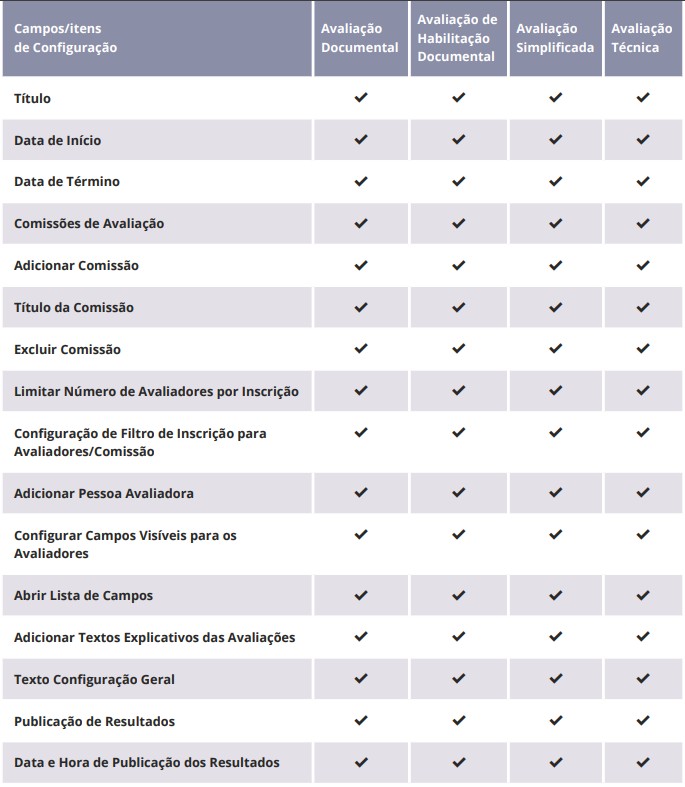 Campos/itens
de Configuração
Avaliação
Documental
Avaliação de
Habilitação
Documental
Avaliação
Simplificada
Avaliação
Técnica
Título ✔ ✔ ✔ ✔
Data de Início ✔ ✔ ✔ ✔
Data de Término ✔ ✔ ✔ ✔
Comissões de Avaliação ✔ ✔ ✔ ✔
Adicionar Comissão ✔ ✔ ✔ ✔
Título da Comissão ✔ ✔ ✔ ✔
Excluir Comissão ✔ ✔ ✔ ✔
Limitar Número de Avaliadores por Inscrição ✔ ✔ ✔ ✔
Configuração de Filtro de Inscrição para ✔ ✔ ✔ ✔
Avaliadores/Comissão
Adicionar Pessoa Avaliadora ✔ ✔ ✔ ✔
Configurar Campos Visíveis para os ✔ ✔ ✔ ✔
Avaliadores
Abrir Lista de Campos ✔ ✔ ✔ ✔
Adicionar Textos Explicativos das Avaliações ✔ ✔ ✔ ✔
Texto Configuração Geral ✔ ✔ ✔ ✔
Publicação de Resultados ✔ ✔ ✔ ✔
Data e Hora de Publicação dos Resultados ✔ ✔ ✔ ✔